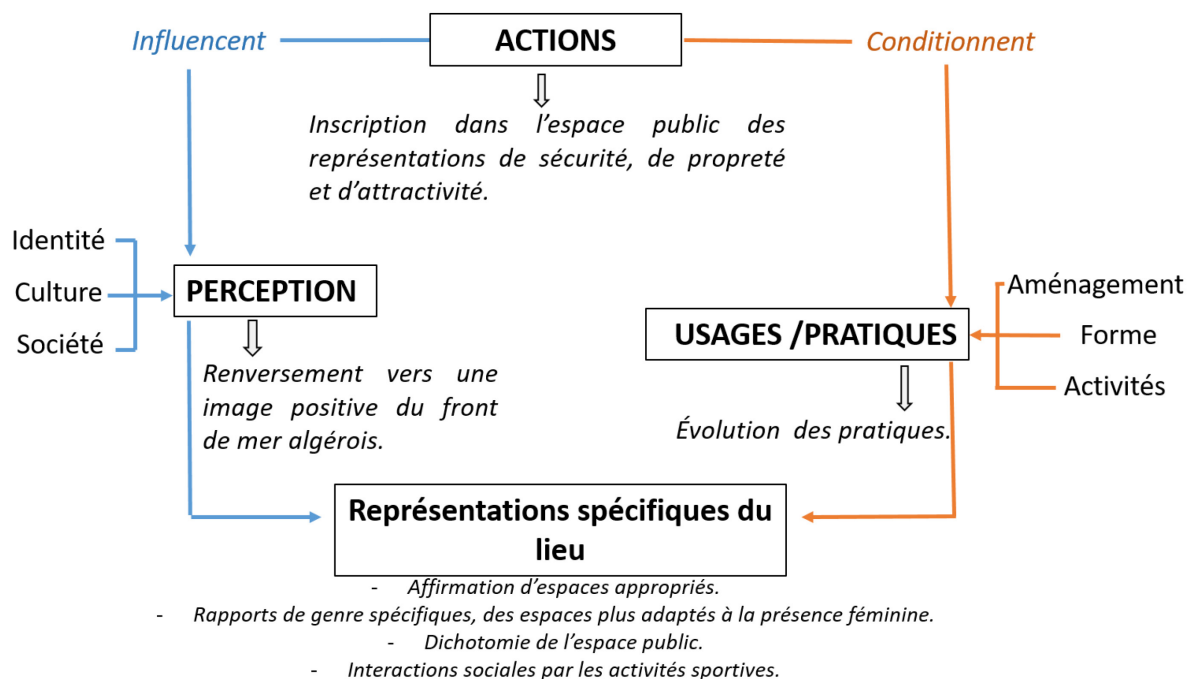 Influencent
ACTIONS
Conditionnent
Inscription dans l’espace public des
représentations de sécurité, de propreté
et d’attractivité.
Identité
Culture
Société
PERCEPTION
Aménagement
Forme
Activités
USAGES /PRATIQUES
Renversement vers une
image positive du front
de mer algérois.
Évolution des pratiques.
Représentations spécifiques du
lieu
- Affirmation d’espaces appropriés.
- Rapports de genre spécifiques, des espaces plus adaptés à la présence féminine.
- Dichotomie de l’espace public.
- Interactions sociales par les activités sportives.